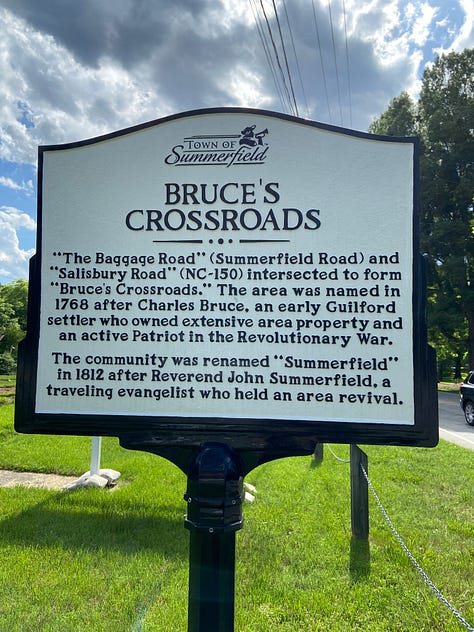 TOWN OF
Summerfield
BRUCE'S
CROSSROADS
"The Baggage Road" (Summerfield Road) and
"Salisbury Road" (NC-150) intersected to form
"Bruce's Crossroads." The area was named in
1768 after Charles Bruce, an early Guilford
settler who owned extensive area property and
an active Patriot in the Revolutionary War.
The community was renamed "Summerfield"
in 1812 after Reverend John Summerfield, a
traveling evangelist who held an area revival.